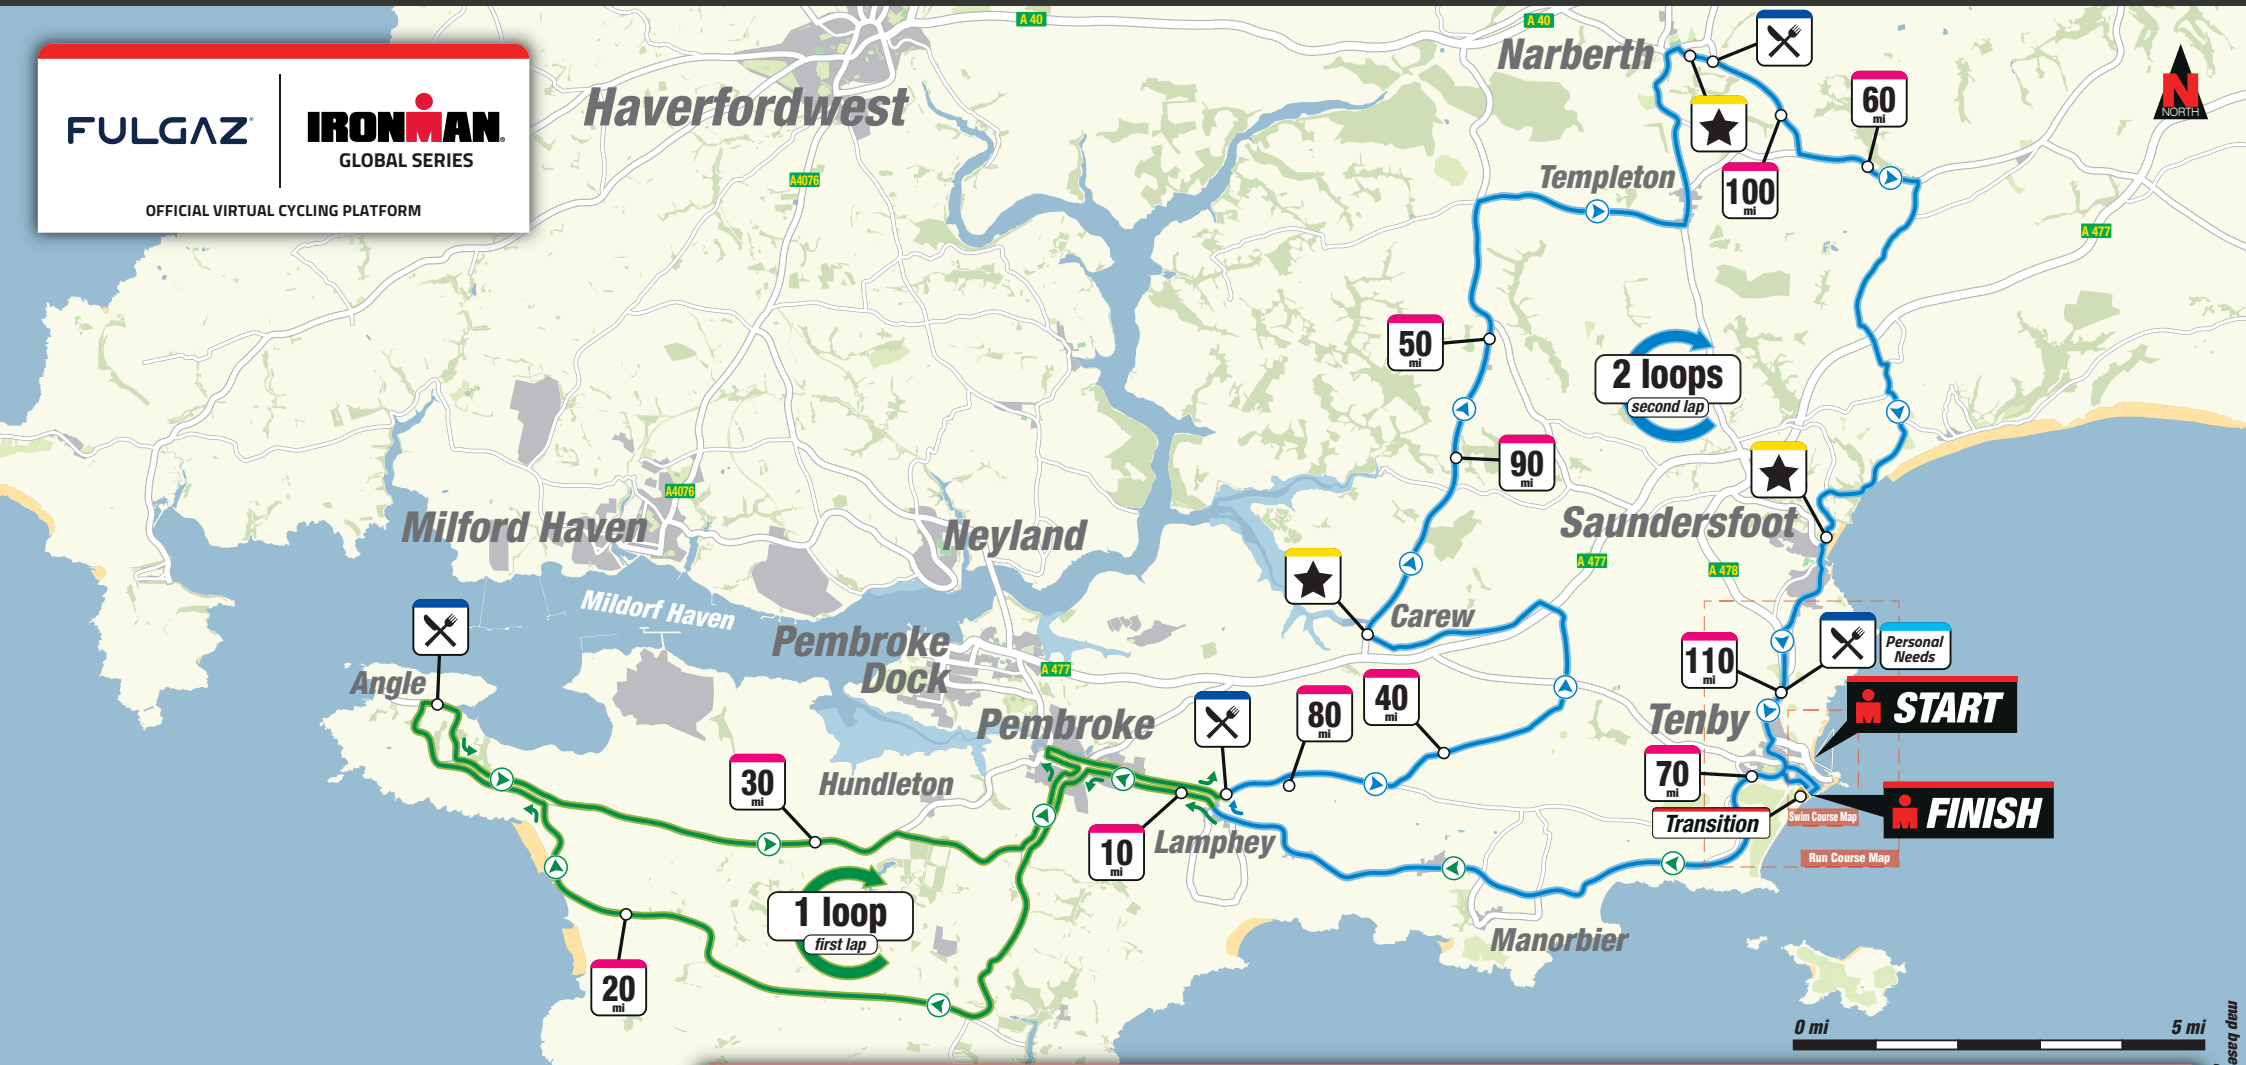 A 40
A 40
Narberth
60
mi
NORTH
FULGAZ
IRONMAN
GLOBAL SERIES
OFFICIAL VIRTUAL CYCLING PLATFORM
Haverfordwest
A4076
Templeton
100
mi
A 477
50
mi
2 loops
second lap
90
mi
A4076
Milford Haven
Neyland
Saundersfoot
A 477
A 478
Mildorf Haven
Carew
Pembroke
Dock
A 477
110
mi
Personal
Needs
Angle
START
Pembroke
80
mi
40
mi
Tenby
70
mi
30
mi
Hundleton
Transition
Swim Course Map
FINISH
10
mi
Lamphey
Run Course Map
1 loop
first lap
Manorbier
20
mi
0 mi
5 mi
map base